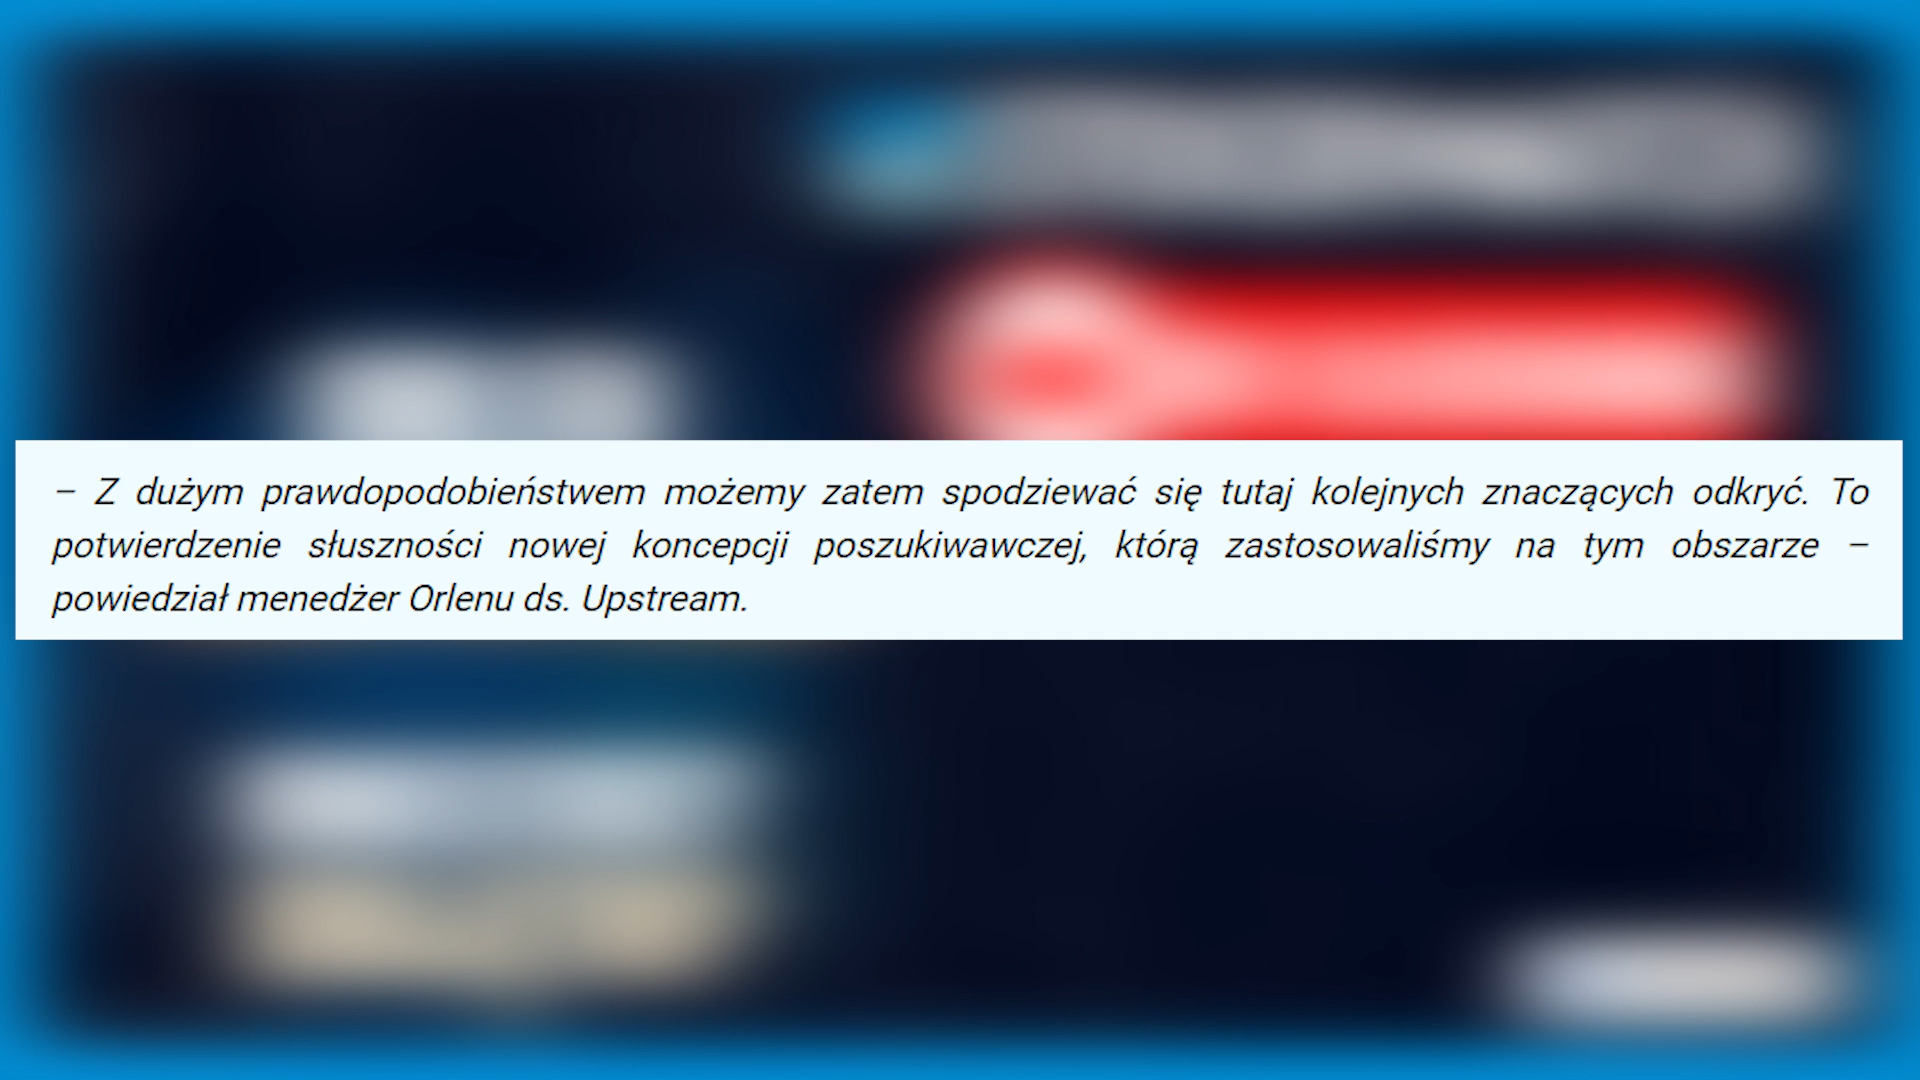 – Z dużym prawdopodobieństwem możemy zatem spodziewać się tutaj kolejnych znaczących odkryć. To
potwierdzenie słuszności nowej koncepcji poszukiwawczej, którą zastosowaliśmy na tym obszarze –
powiedział menedżer Orlenu ds. Upstream.